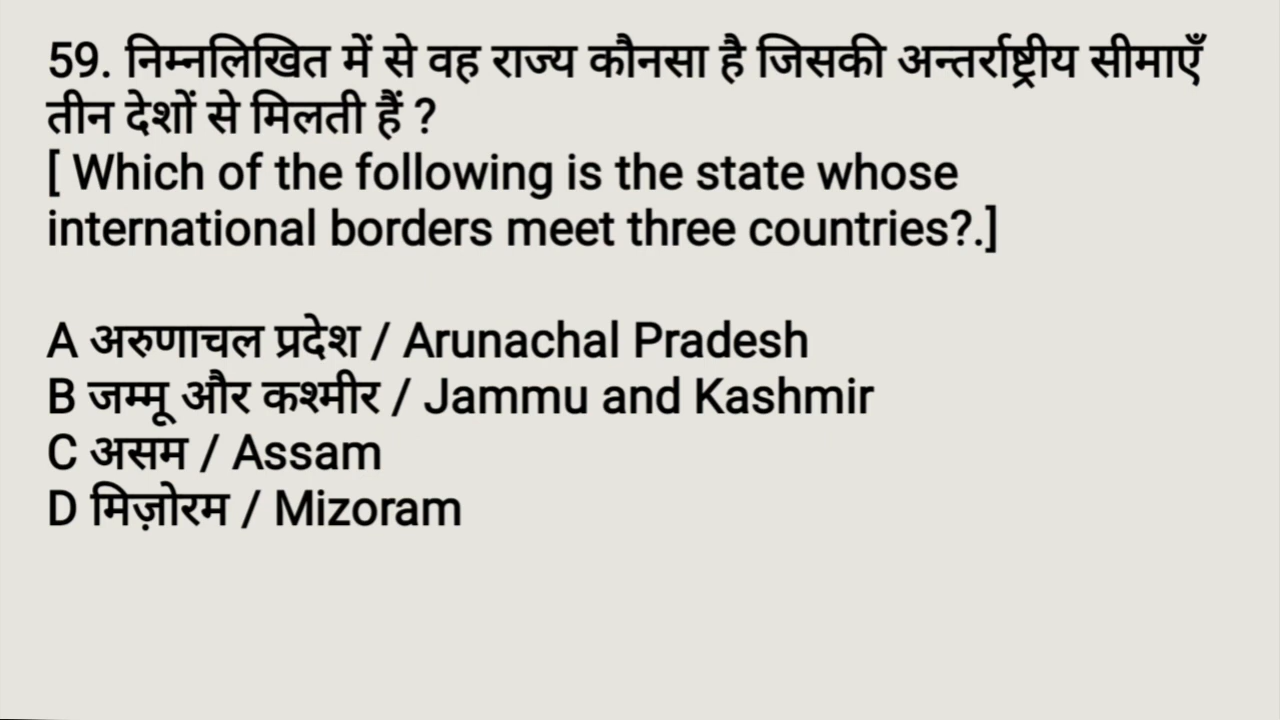 59. निम्नलिखित में से वह राज्य कौनसा है जिसकी अन्तर्राष्ट्रीय सीमाएँ
तीन देशों से मिलती हैं ?
[ Which of the following is the state whose
international borders meet three countries?.]
A अरुणाचल प्रदेश / Arunachal Pradesh
B जम्मू और कश्मीर / Jammu and Kashmir
C असम / Assam
D मिज़ोरम / Mizoram